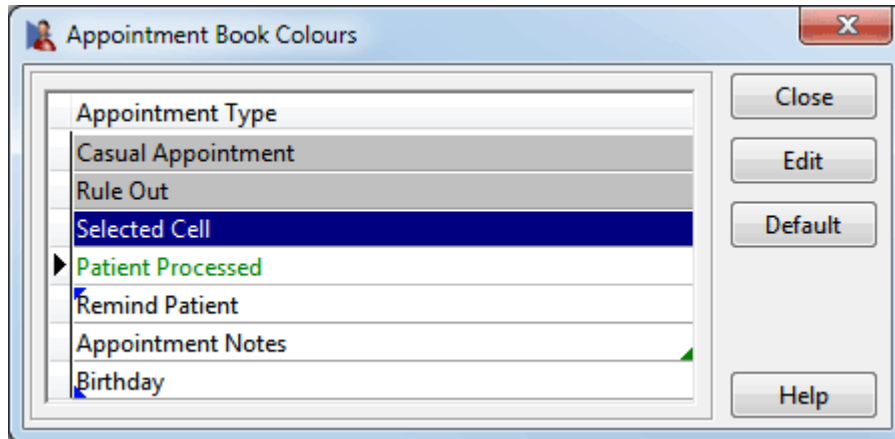 Appointment Book Colours
Appointment Type
Casual Appointment
Rule Out
Selected Cell
Patient Processed
Remind Patient
Appointment Notes
Birthday
Close
Edit
Default
Help